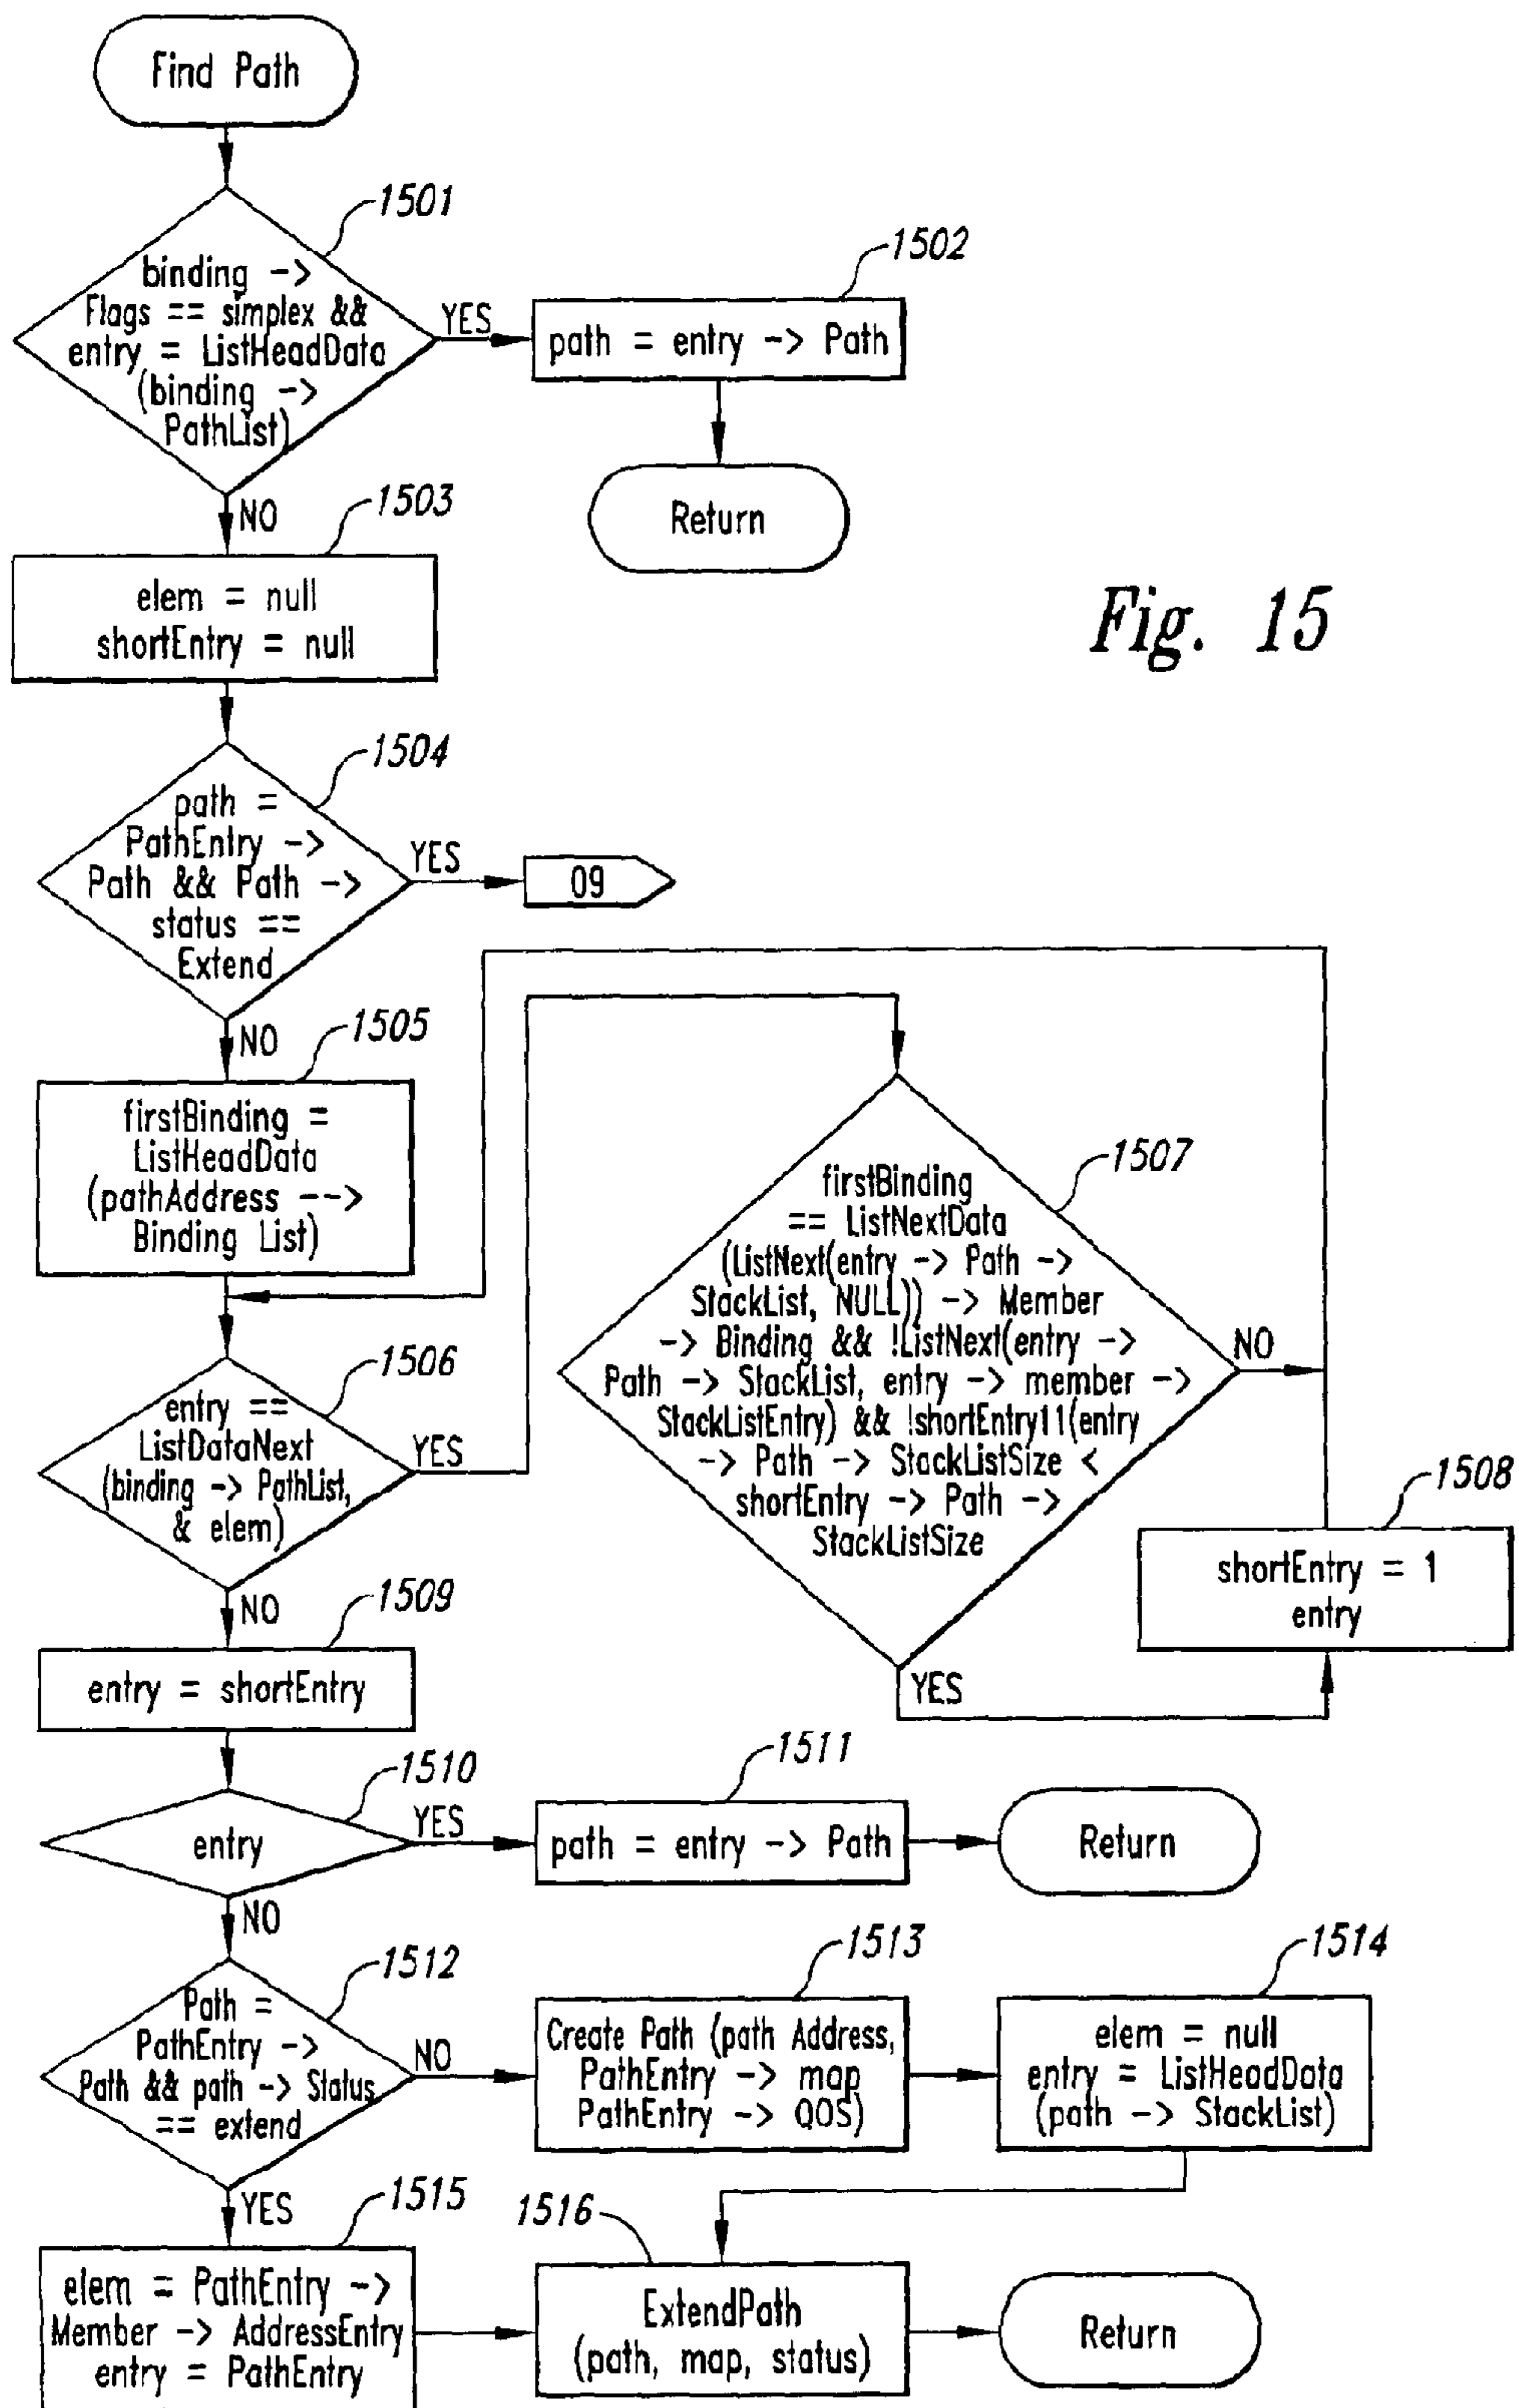 Find Path
1501
binding ->
Flags == simplex &&
entry = ListHeadData
(binding ->
PathList)
YES
1502
path = entry -> Path
Return
NO
1503
elem = null
shortEntry = null
Fig. 15
1504
path =
PathEntry ->
Path && Path ->
status ==
Extend
YES
09
NO
1505
firstBinding =
ListHeadData
(pathAddress -->
Binding List)
1506
entry ==
ListDataNext
(binding -> PathList,
& elem)
YES
1507
firstBinding
== ListNextData
(ListNext(entry -> Path ->
StackList, NULL)) -> Member
-> Binding && !ListNext(entry ->
Path -> StackList, entry -> member ->
StackListEntry) && !shortEntry11(entry
-> Path -> StackListSize <
shortEntry -> Path ->
StackListSize
NO
YES
1508
shortEntry = 1
entry
NO
1509
entry = shortEntry
1510
entry
YES
1511
path = entry -> Path
Return
NO
1512
Path =
PathEntry ->
Path && path -> Status
== extend
NO
1513
Create Path (path Address,
PathEntry -> map
PathEntry -> QOS)
1514
elem = null
entry = ListHeadData
(path -> StackList)
YES
1515
elem = PathEntry ->
Member -> AddressEntry
entry = PathEntry
1516
ExtendPath
(path, map, status)
Return